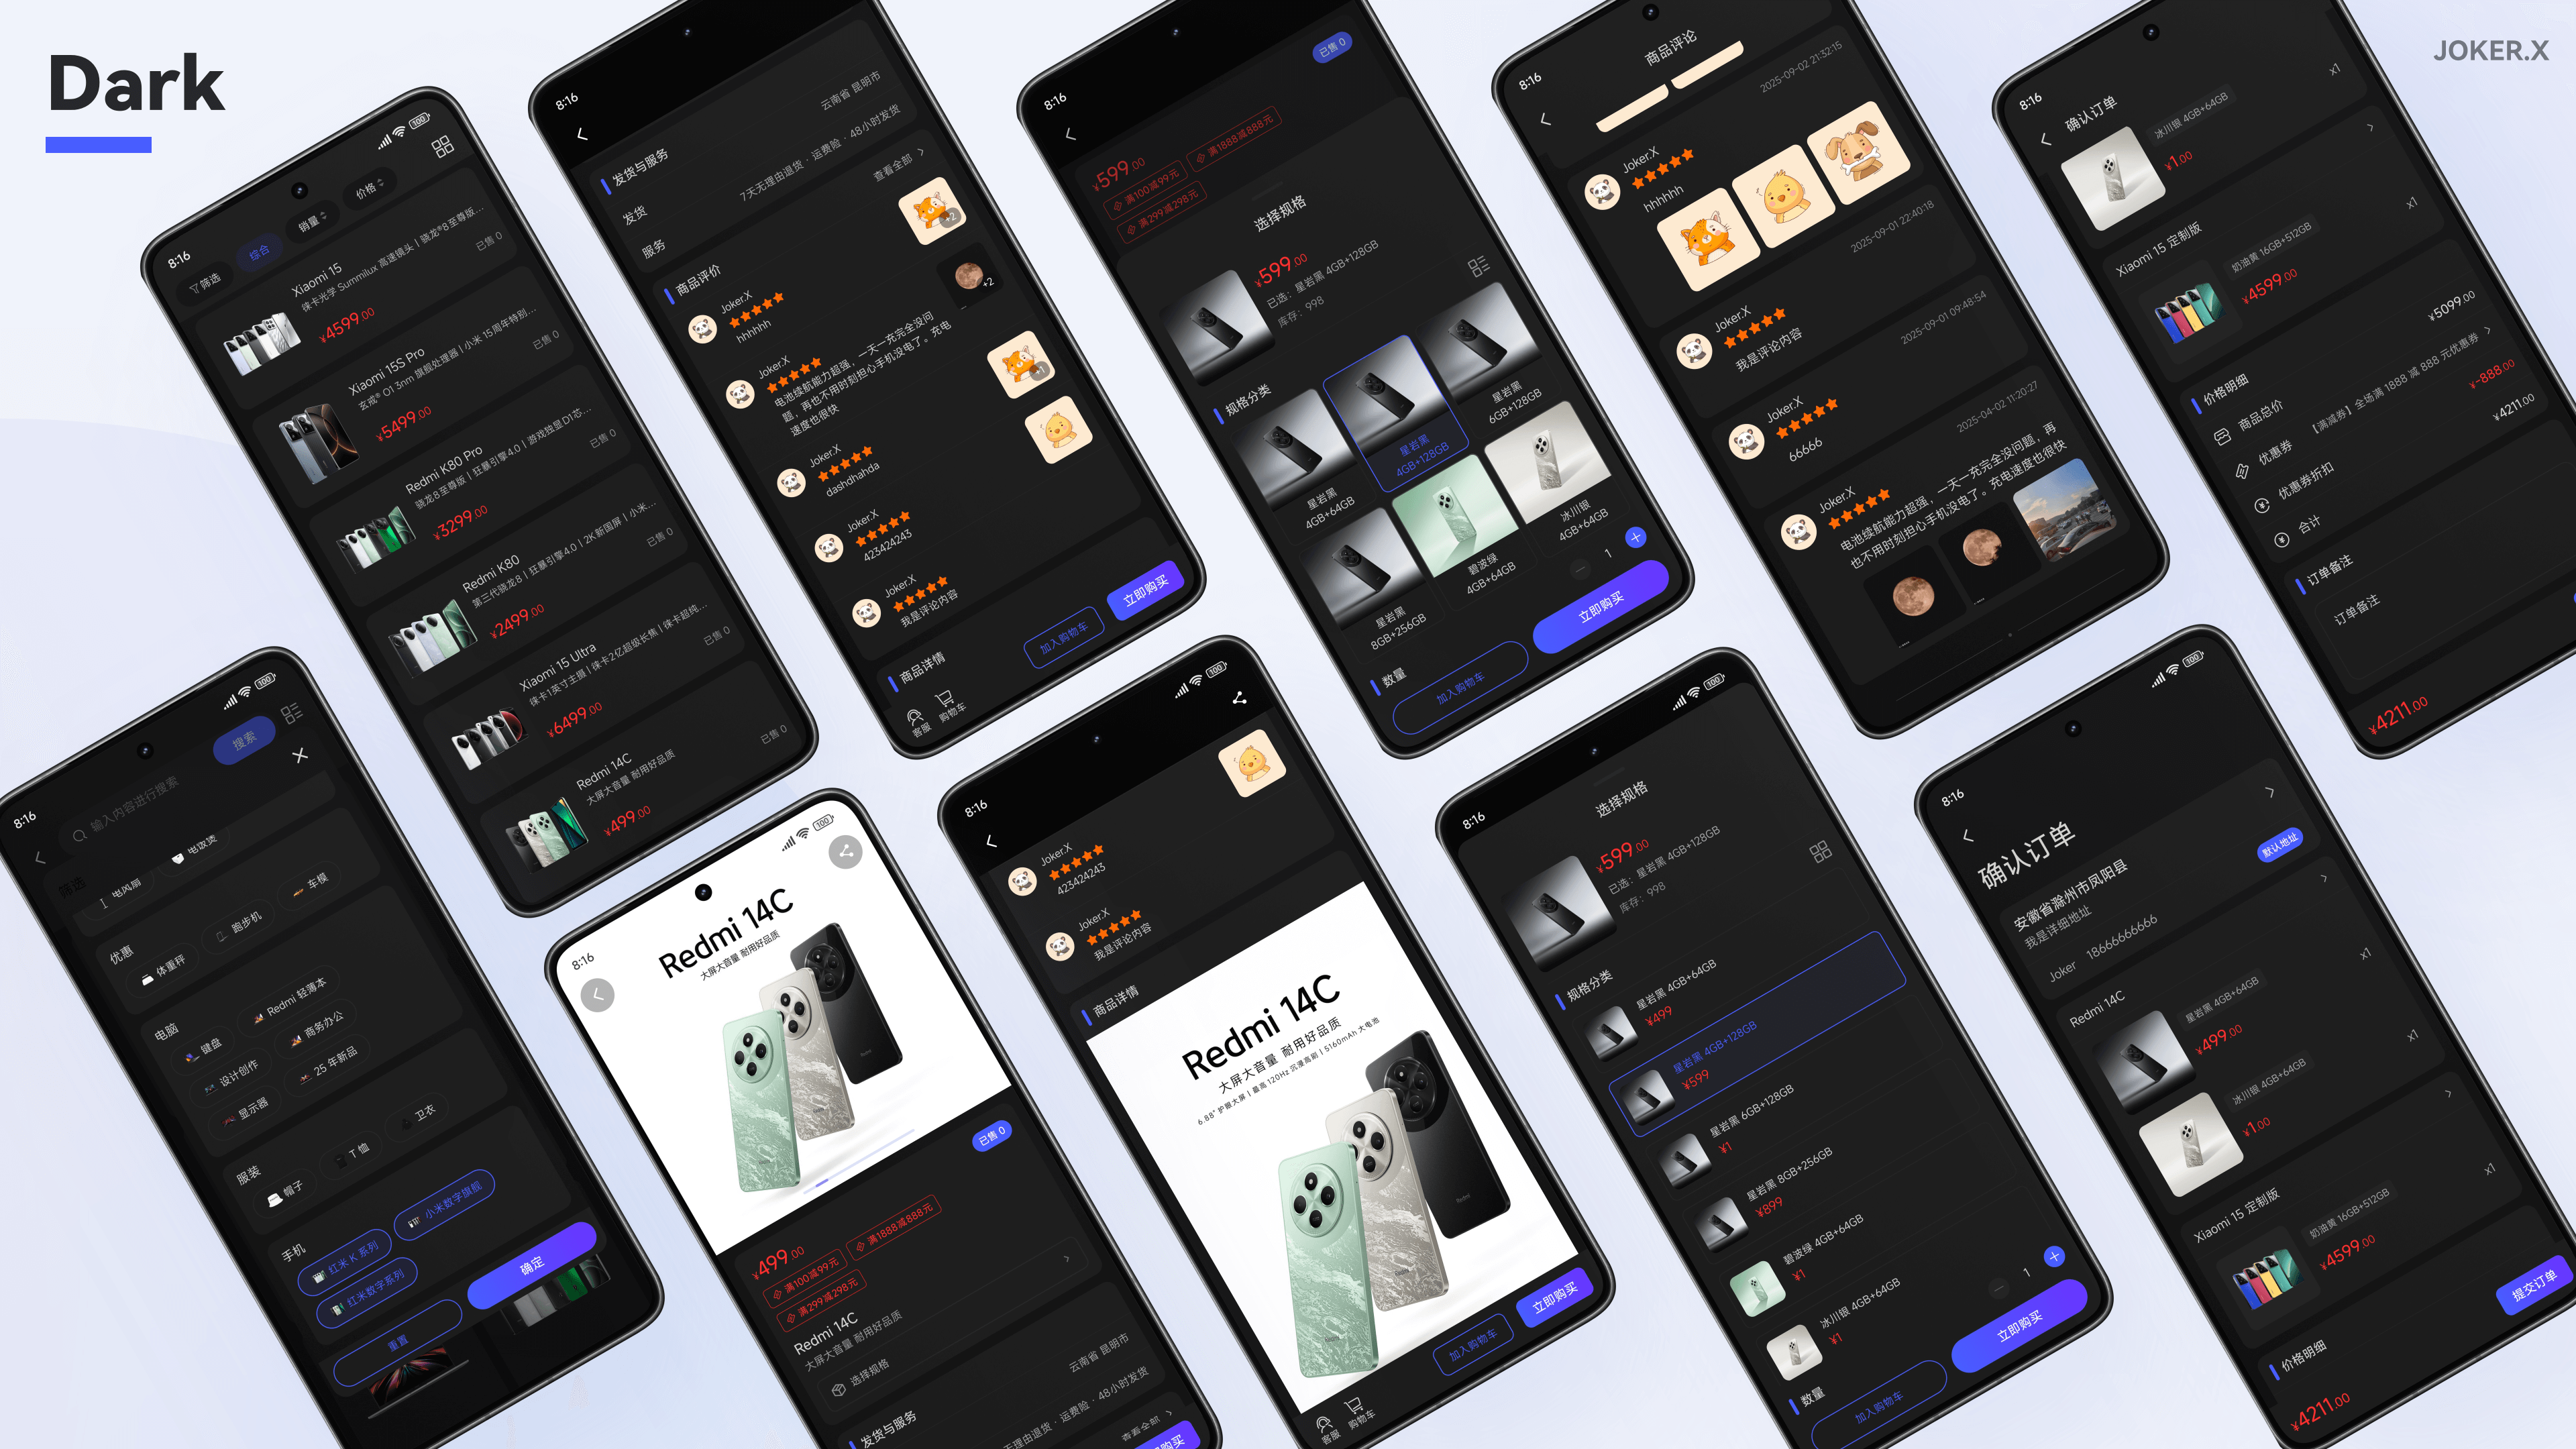 Dark
JOKER.X
8:16
100
筛选
综合
销量
价格
Xiaomi 15
徕卡光学 Summilux 高速镜头丨骁龙®8至尊版...
¥4599.00
已售 0
Xiaomi 15S Pro
玄戒® O1 3nm 旗舰处理器丨小米 15周年特别...
¥5499.00
已售 0
Redmi K80 Pro
骁龙8至尊版丨狂暴引擎4.0丨游戏独显D1芯...
¥3299.00
已售 0
Redmi K80
第三代骁龙8丨狂暴引擎4.0丨2K新国屏丨小米...
¥2499.00
已售 0
Xiaomi 15 Ultra
徕卡1英寸主摄丨徕卡2亿超级长焦丨徕卡超纯...
¥6499.00
已售 0
Redmi 14C
大屏大音量 耐用好品质
¥499.00
已售 0
8:16
发货与服务
发货
云南省 昆明市
服务
7天无理由退货 · 运费险 · 48小时发货
商品评价
查看全部
Joker.X
hhhhhh
+2
Joker.X
电池续航能力超强，一天一充完全没问
题，再也不用时刻担心手机没电了。充电
速度也很快
+2
Joker.X
dashdhahda
+1
Joker.X
423424243
Joker.X
我是评论内容
商品详情
客服
购物车
加入购物车
立即购买
8:16
已售 0
¥599.00
满100减99元
满1888减888元
满299减298元
选择规格
¥599.00
已选：星岩黑 4GB+128GB
库存：998
规格分类
星岩黑
4GB+64GB
星岩黑
4GB+128GB
星岩黑
6GB+128GB
星岩黑
8GB+256GB
碧波绿
4GB+64GB
冰川银
4GB+64GB
数量
1
加入购物车
立即购买
8:16
商品评论
2025-09-02 21:32:15
Joker.X
hhhhhh
2025-09-01 22:40:18
Joker.X
我是评论内容
2025-09-01 09:48:54
Joker.X
66666
2025-04-02 11:20:27
Joker.X
电池续航能力超强，一天一充完全没问题，再
也不用时刻担心手机没电了。充电速度也很快
8:16
确认订单
冰川银 4GB+64GB
¥1.00
x1
Xiaomi 15 定制版
奶油黄 16GB+512GB
¥4599.00
x1
价格明细
商品总价
¥5099.00
优惠券
【满减券】全场满 1888 减 888 元优惠券
优惠券折扣
¥-888.00
合计
¥4211.00
订单备注
订单备注
¥4211.00
8:16
100
输入内容进行搜索
搜索
筛选
电风扇
电饭煲
优惠
体重秤
跑步机
车模
电脑
键盘
Redmi 轻薄本
设计创作
商务办公
显示器
25 年新品
服装
帽子
T 恤
卫衣
手机
红米 K 系列
小米数字旗舰
红米数字系列
重置
确定
8:16
100
Redmi 14C
大屏大音量 耐用好品质
已售 0
¥499.00
满100减99元
满1888减888元
满299减298元
Redmi 14C
大屏大音量 耐用好品质
选择规格
发货与服务
云南省 昆明市
无理由退货 · 运费险 · 48小时发货
查看全部
8:16
100
Joker.X
423424243
Joker.X
我是评论内容
商品详情
Redmi 14C
大屏大音量 耐用好品质
6.88" 护眼大屏丨最高 120Hz 沉浸高刷丨5160mAh 大电池
Redmi
客服
购物车
加入购物车
立即购买
8:16
100
选择规格
¥599.00
已选：星岩黑 4GB+128GB
库存：998
规格分类
星岩黑 4GB+64GB
¥499
星岩黑 4GB+128GB
¥599
星岩黑 6GB+128GB
¥1
星岩黑 8GB+256GB
¥899
碧波绿 4GB+64GB
¥1
冰川银 4GB+64GB
¥1
数量
1
加入购物车
立即购买
8:16
100
确认订单
安徽省滁州市凤阳县
默认地址
我是详细地址
Joker 18666666666
Redmi 14C
星岩黑 4GB+64GB
¥499.00
x1
冰川银 4GB+64GB
¥1.00
x1
Xiaomi 15 定制版
奶油黄 16GB+512GB
¥4599.00
x1
价格明细
¥4211.00
提交订单